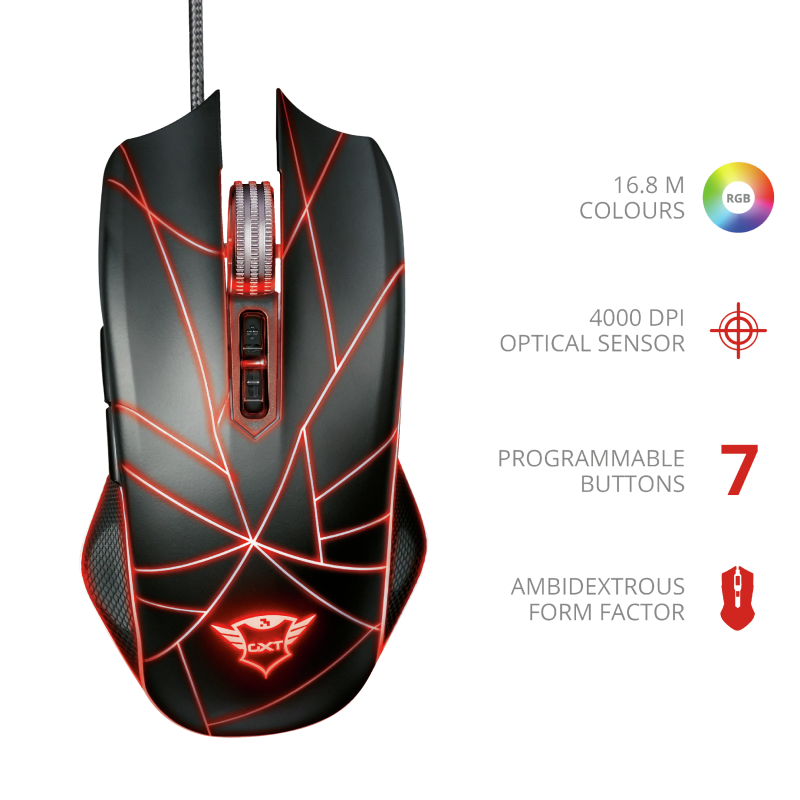 16.8 M
COLOURS
RGB
4000 DPI
OPTICAL SENSOR
PROGRAMMABLE
BUTTONS
7
AMBIDEXTROUS
FORM FACTOR
GXT